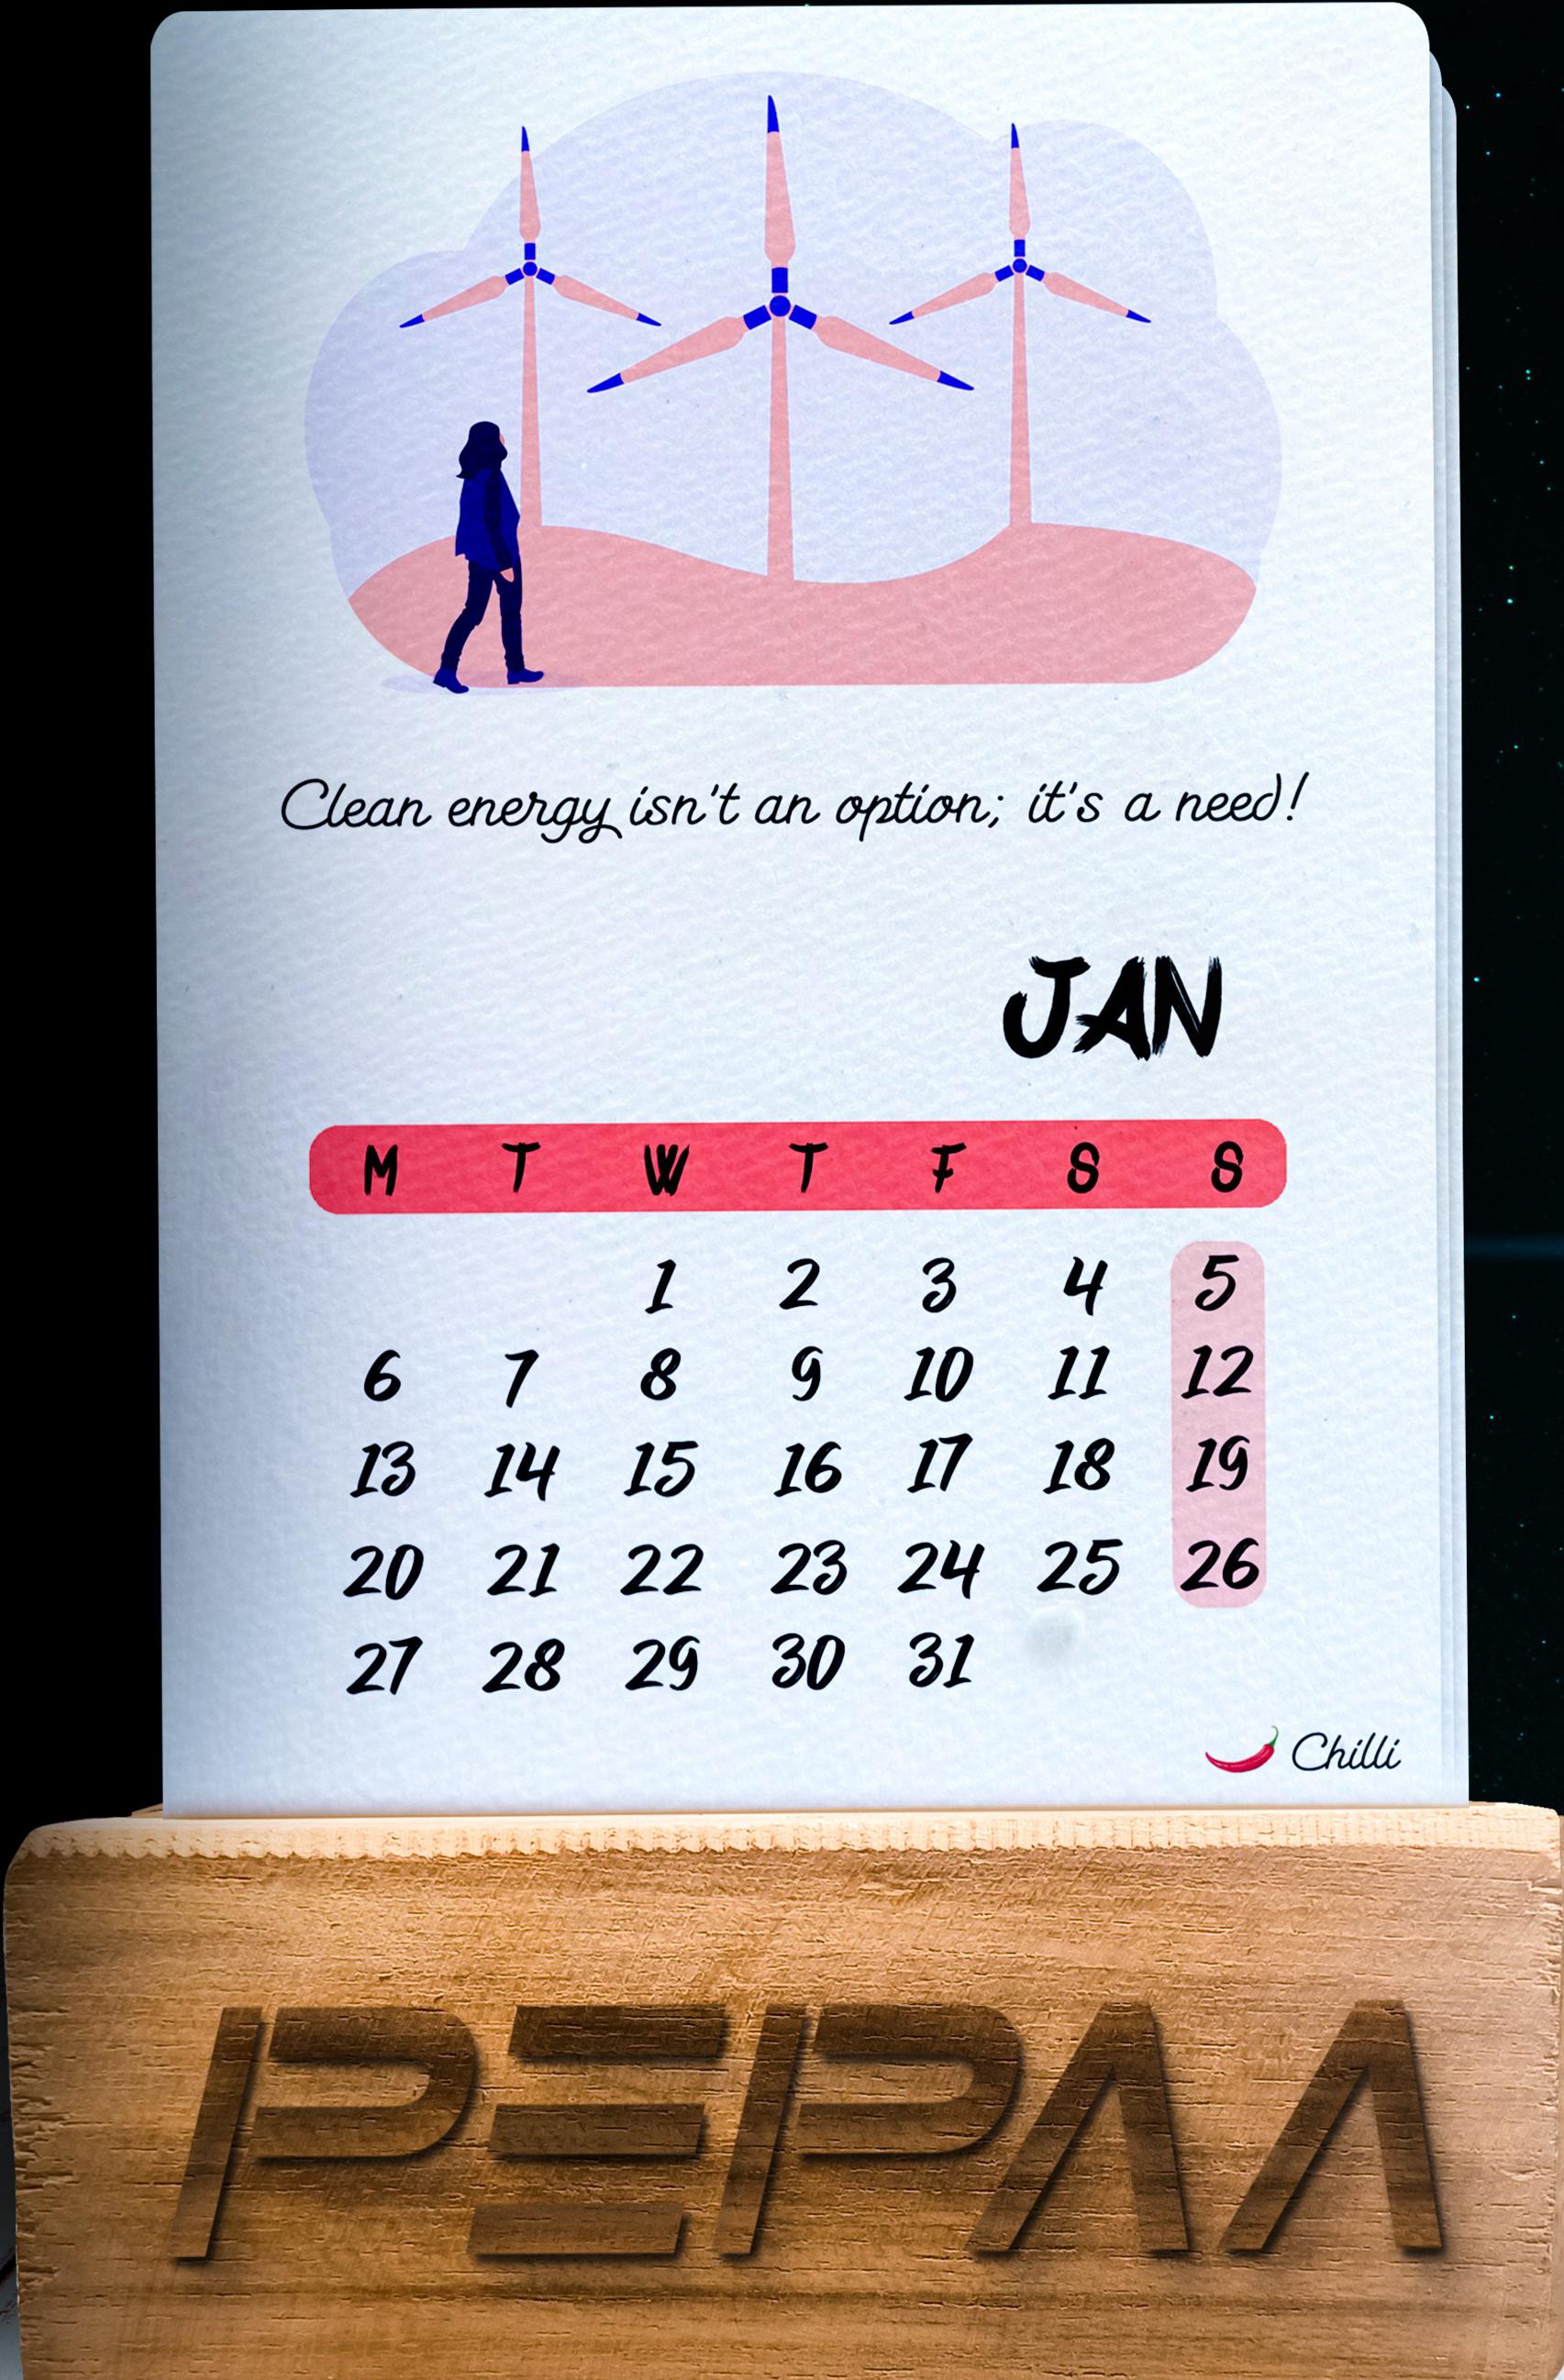 Clean energy isn't an option; it's a need!
JAN
M T W T F S S
1 2 3 4 5
6 7 8 9 10 11 12
13 14 15 16 17 18 19
20 21 22 23 24 25 26
27 28 29 30 31
Chilli
PEPAA